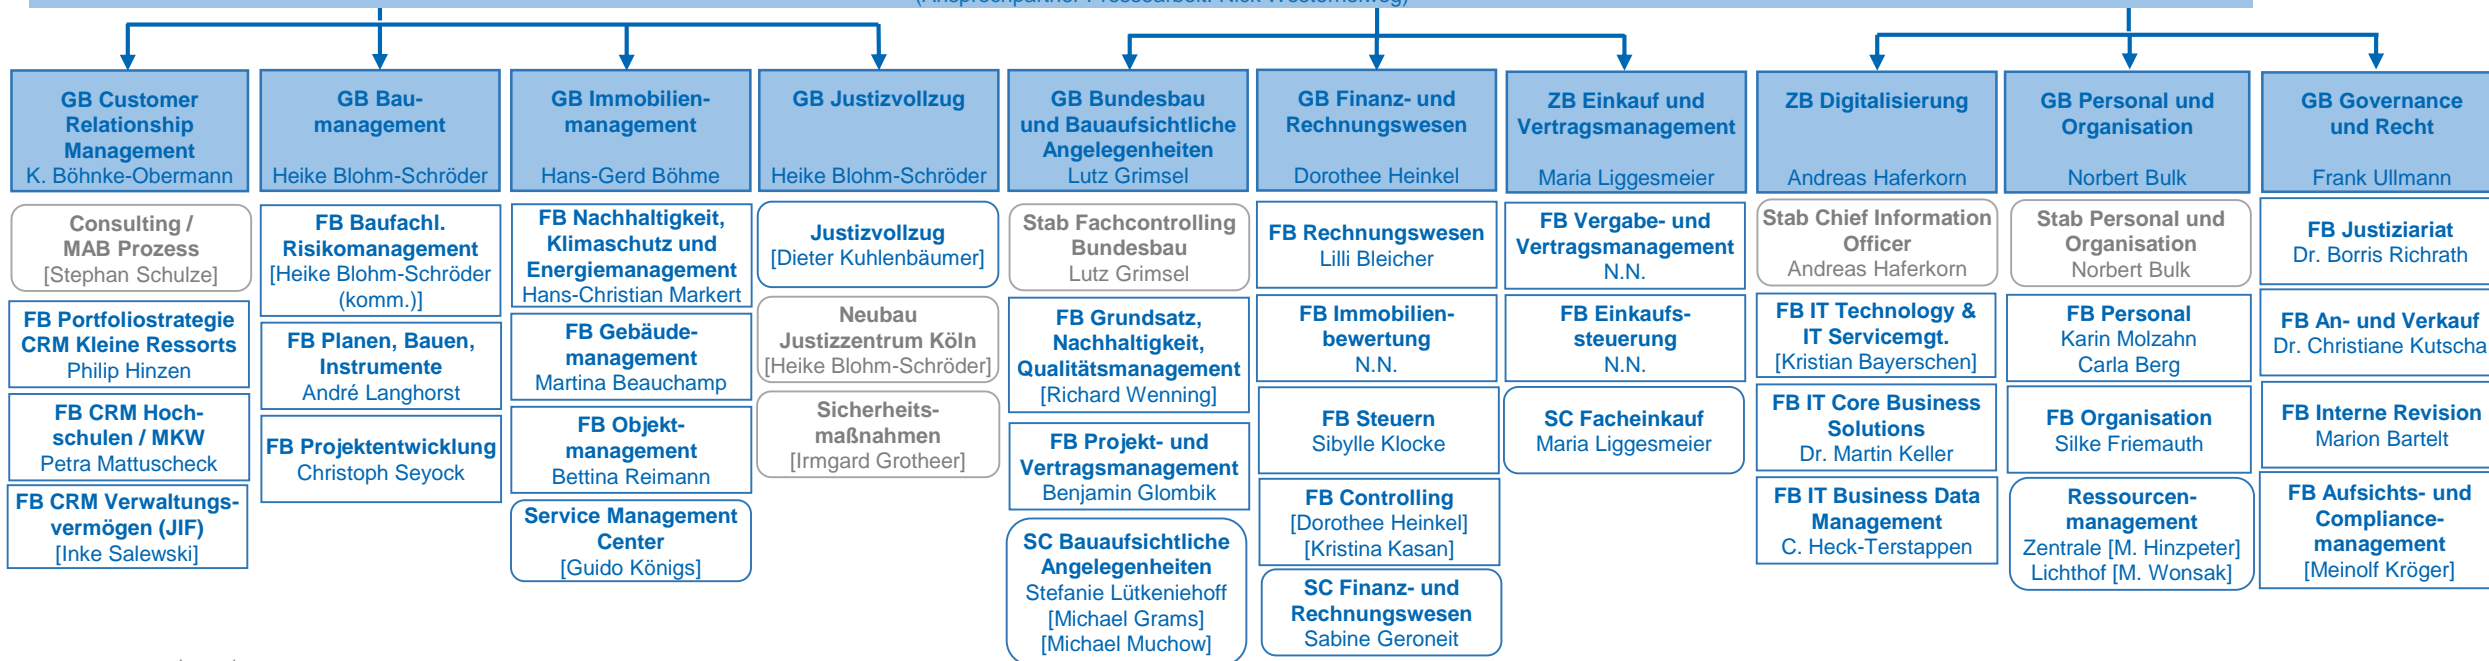 (Ansprechpartner Pressearbeit: Nick Westerhelweg)
GB Customer
Relationship
Management
K. Böhnke-Obermann
Consulting /
MAB Prozess
[Stephan Schulze]
FB Portfoliostrategie
CRM Kleine Ressorts
Philip Hinzen
FB CRM Hoch-
schulen / MKW
Petra Mattuscheck
FB CRM Verwaltungs-
vermögen (JIF)
[Inke Salewski]
GB Bau-
management
Heike Blohm-Schröder
FB Baufachl.
Risikomanagement
[Heike Blohm-Schröder
(komm.)]
FB Planen, Bauen,
Instrumente
André Langhorst
FB Projektentwicklung
Christoph Seyock
GB Immobilien-
management
Hans-Gerd Böhme
FB Nachhaltigkeit,
Klimaschutz und
Energiemanagement
Hans-Christian Markert
FB Gebäude-
management
Martina Beauchamp
FB Objekt-
management
Bettina Reimann
Service Management
Center
[Guido Königs]
GB Justizvollzug
Heike Blohm-Schröder
Justizvollzug
[Dieter Kuhlenbäumer]
Neubau
Justizzentrum Köln
[Heike Blohm-Schröder]
Sicherheits-
maßnahmen
[Irmgard Grotheer]
GB Bundesbau
und Bauaufsichtliche
Angelegenheiten
Lutz Grimsel
Stab Fachcontrolling
Bundesbau
Lutz Grimsel
FB Grundsatz,
Nachhaltigkeit,
Qualitätsmanagement
[Richard Wenning]
FB Projekt- und
Vertragsmanagement
Benjamin Glombik
SC Bauaufsichtliche
Angelegenheiten
Stefanie Lütkeniehoff
[Michael Grams]
[Michael Muchow]
GB Finanz- und
Rechnungswesen
Dorothee Heinkel
FB Rechnungswesen
Lilli Bleicher
FB Immobilien-
bewertung
N.N.
FB Steuern
Sibylle Klocke
FB Controlling
[Dorothee Heinkel]
[Kristina Kasan]
SC Finanz- und
Rechnungswesen
Sabine Geroneit
ZB Einkauf und
Vertragsmanagement
Maria Liggesmeier
FB Vergabe- und
Vertragsmanagement
N.N.
FB Einkaufs-
steuerung
N.N.
SC Facheinkauf
Maria Liggesmeier
ZB Digitalisierung
Andreas Haferkorn
Stab Chief Information
Officer
Andreas Haferkorn
FB IT Technology &
IT Servicemgt.
[Kristian Bayerschen]
FB IT Core Business
Solutions
Dr. Martin Keller
FB IT Business Data
Management
C. Heck-Terstappen
GB Personal und
Organisation
Norbert Bulk
Stab Personal und
Organisation
Norbert Bulk
FB Personal
Karin Molzahn
Carla Berg
FB Organisation
Silke Friemauth
Ressourcen-
management
Zentrale [M. Hinzpeter]
Lichthof [M. Wonsak]
GB Governance
und Recht
Frank Ullmann
FB Justiziariat
Dr. Borris Richrath
FB An- und Verkauf
Dr. Christiane Kutscha
FB Interne Revision
Marion Bartelt
FB Aufsichts- und
Compliance-
management
[Meinolf Kröger]